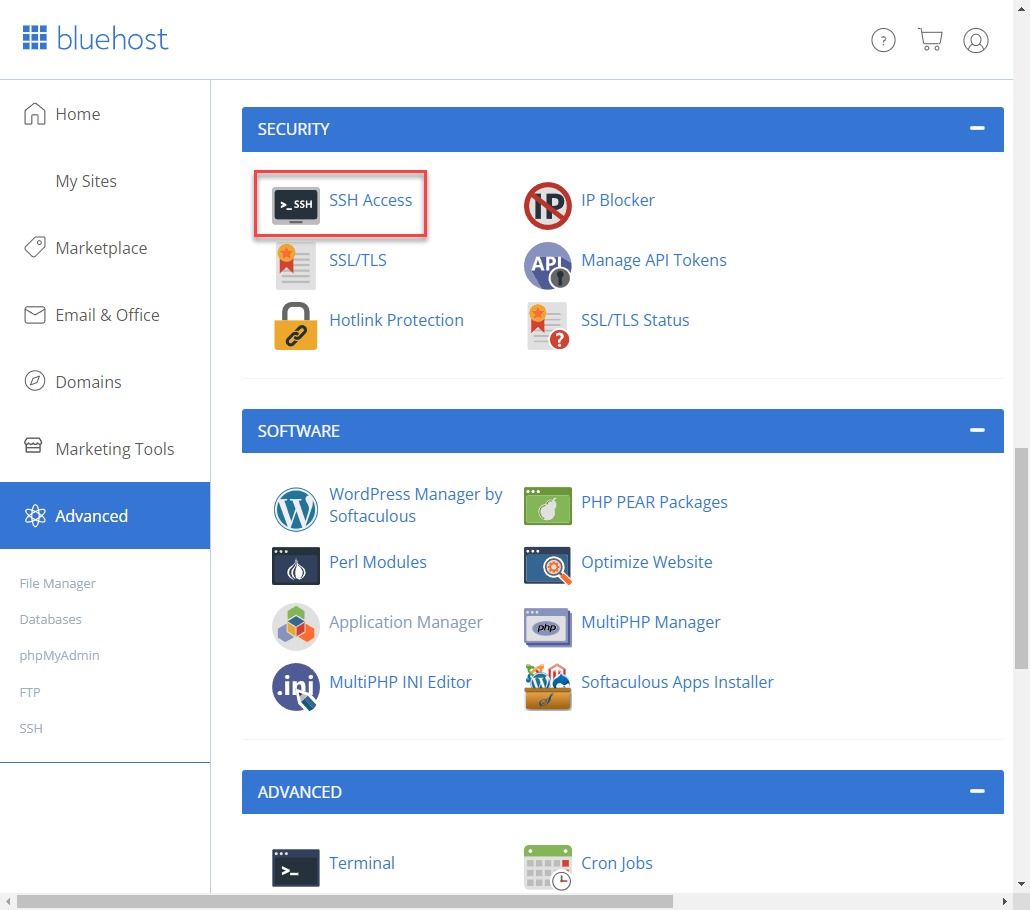 bluehost
?
Home
My Sites
Marketplace
Email & Office
Domains
Marketing Tools
Advanced
File Manager
Databases
phpMyAdmin
FTP
SSH
SECURITY
>_ SSH
SSH Access
IP
IP Blocker
SSL/TLS
API
Manage API Tokens
Hotlink Protection
?
SSL/TLS Status
SOFTWARE
W
WordPress Manager by
Softaculous
PHP PEAR Packages
Perl Modules
Optimize Website
Application Manager
php
MultiPHP Manager
.ini
MultiPHP INI Editor
Softaculous Apps Installer
ADVANCED
>_
Terminal
Cron Jobs